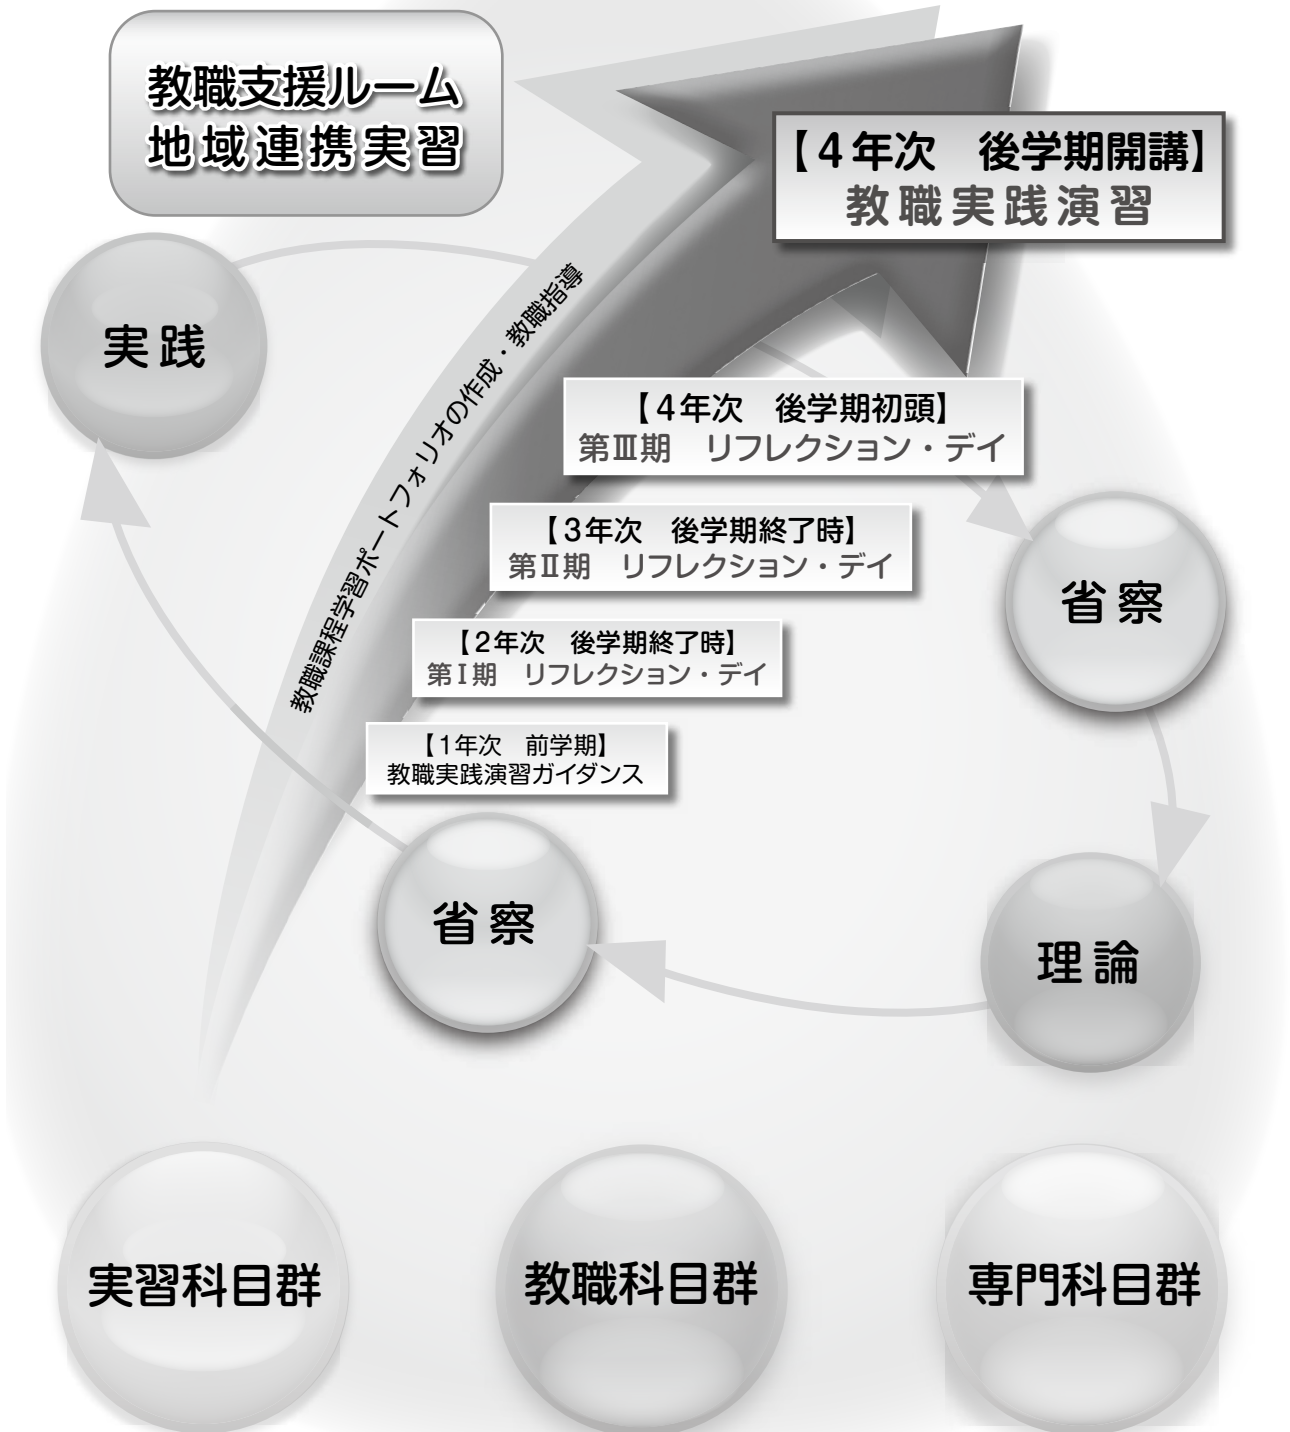 教職支援ルーム
地域連携実習
【4年次　後学期開講】
教職実践演習
実践
教職課程学習ポートフォリオの作成・教職指導
【4年次　後学期初頭】
第Ⅲ期　リフレクション・デイ
【3年次　後学期終了時】
第Ⅱ期　リフレクション・デイ
省察
【2年次　後学期終了時】
第Ⅰ期　リフレクション・デイ
【1年次　前学期】
教職実践演習ガイダンス
省察
理論
実習科目群
教職科目群
専門科目群